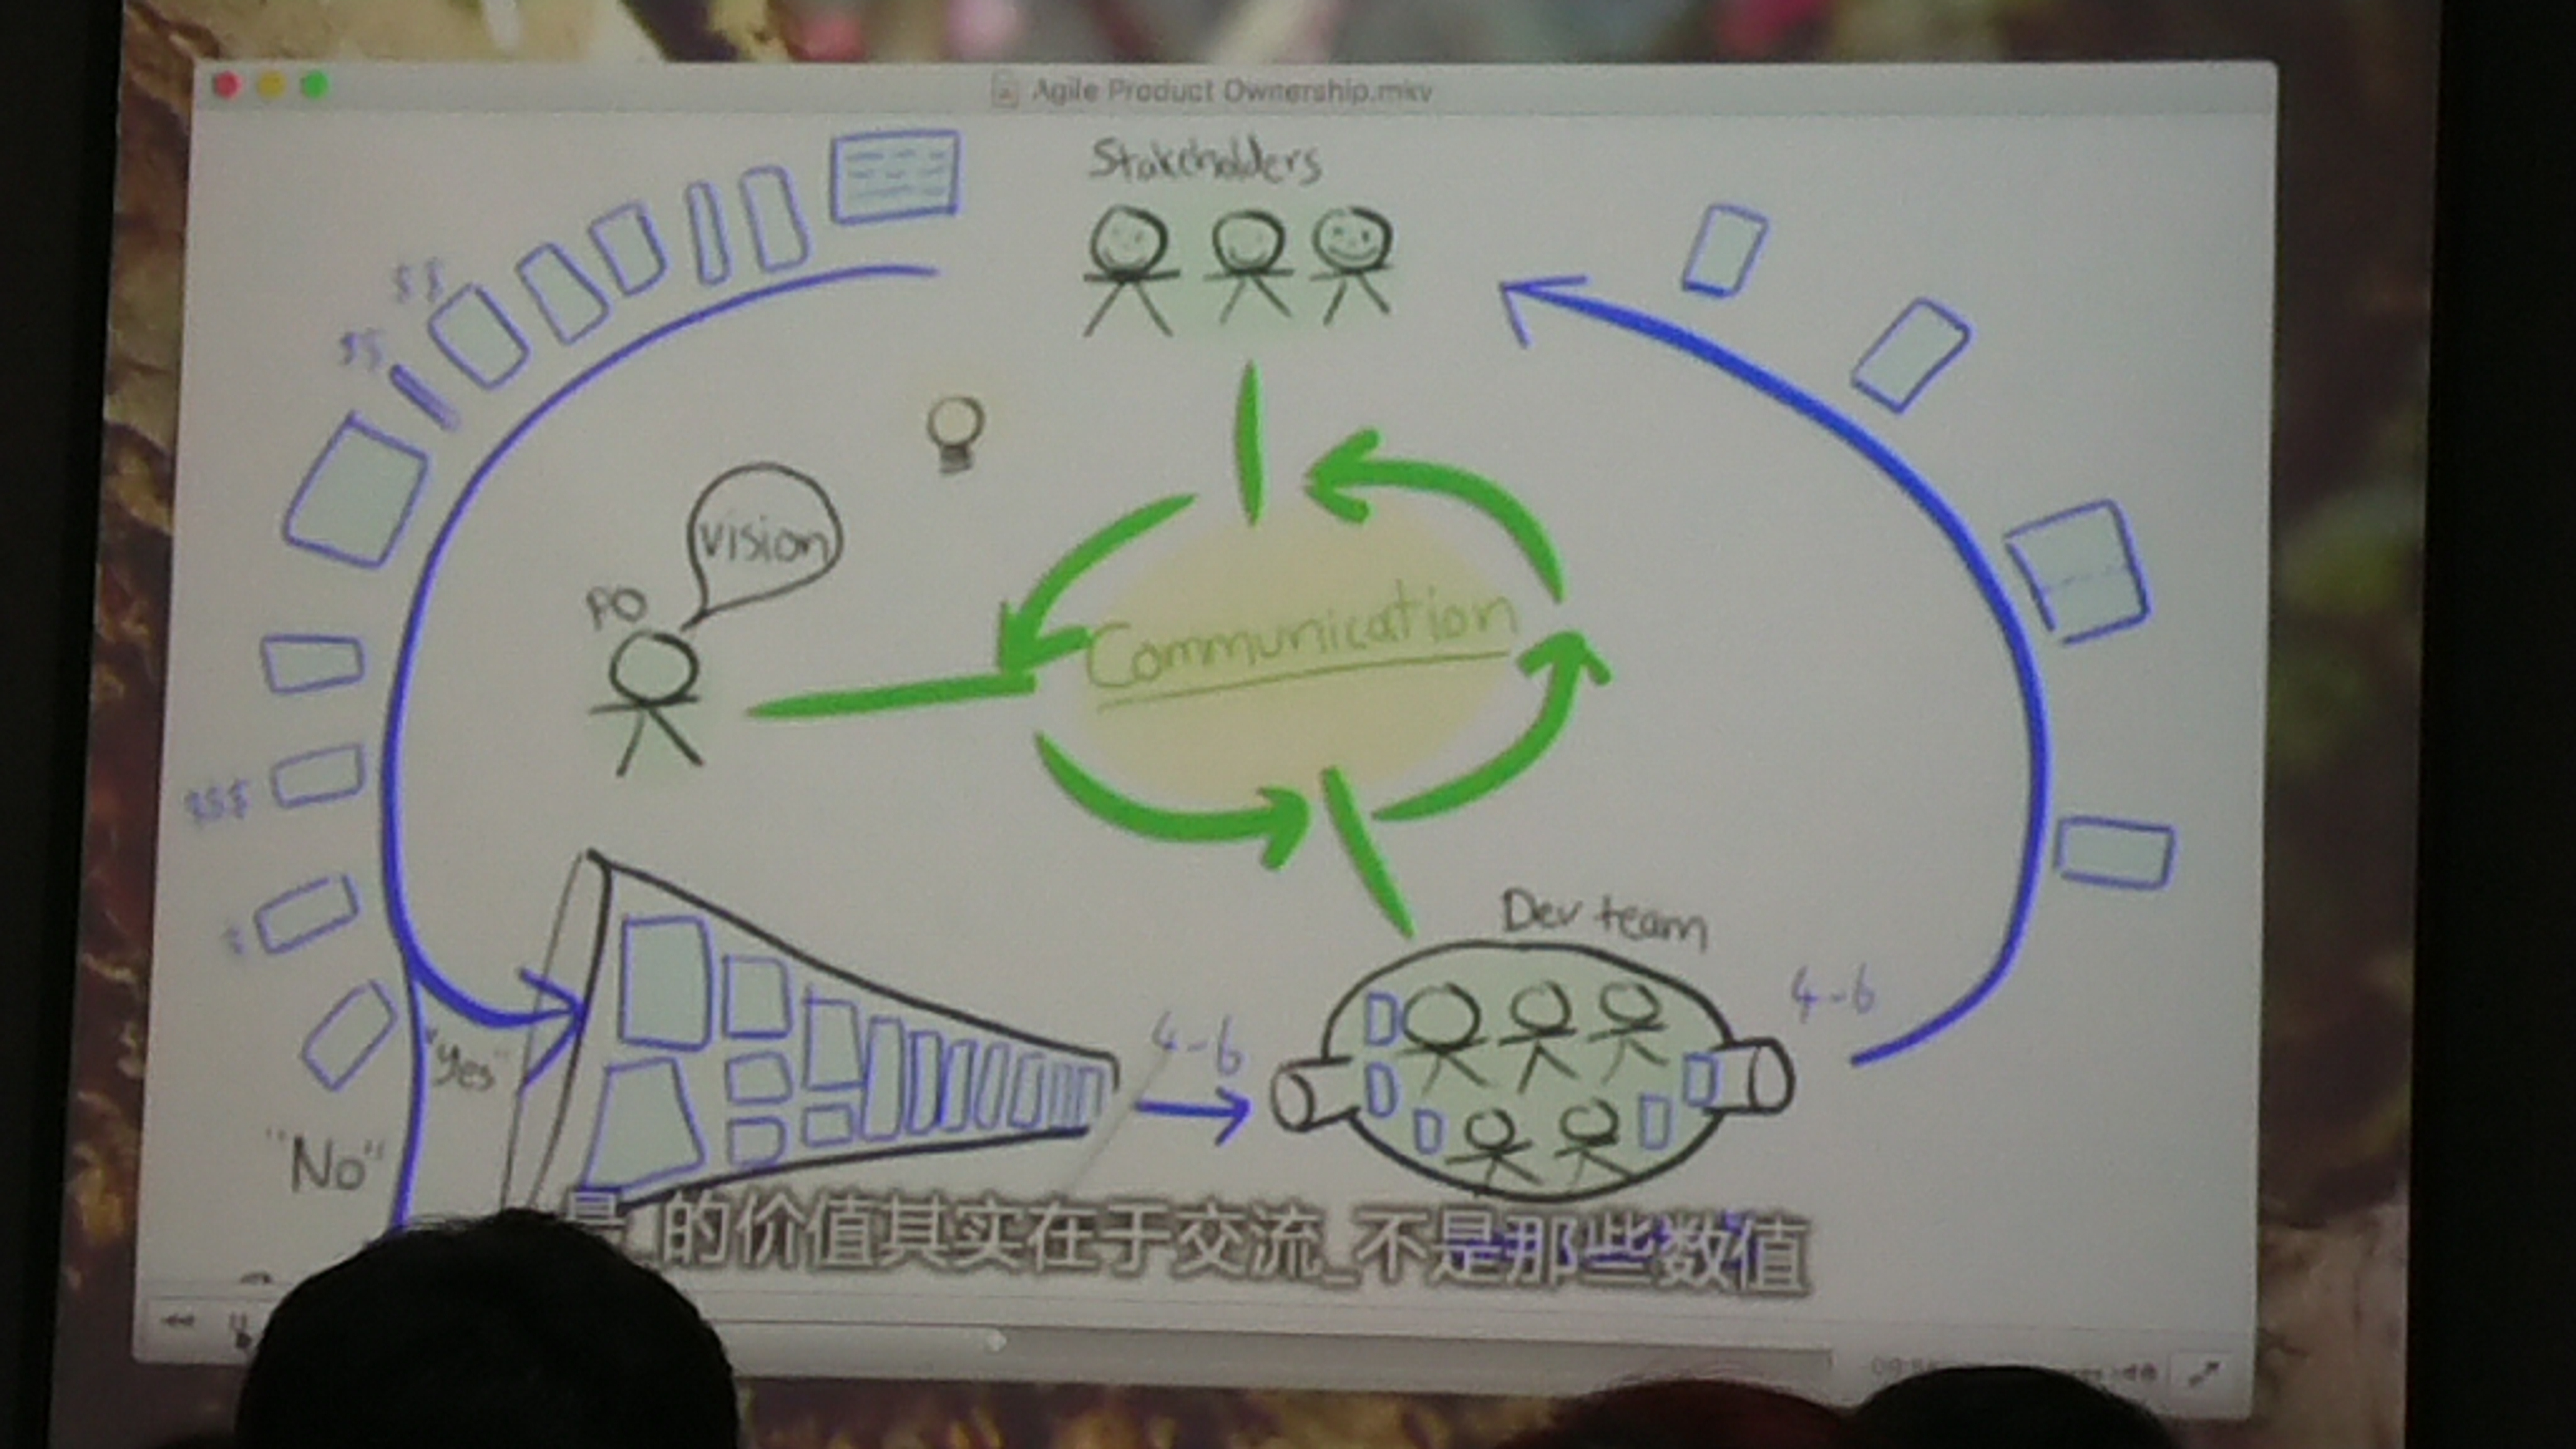 Agile Product Ownership.mkv
Stakeholders
$$
$$
vision
PO
Communication
$$$
$
Dev team
4-6
4-6
"Yes"
"No"
是_的价值其实在于交流_不是那些数值